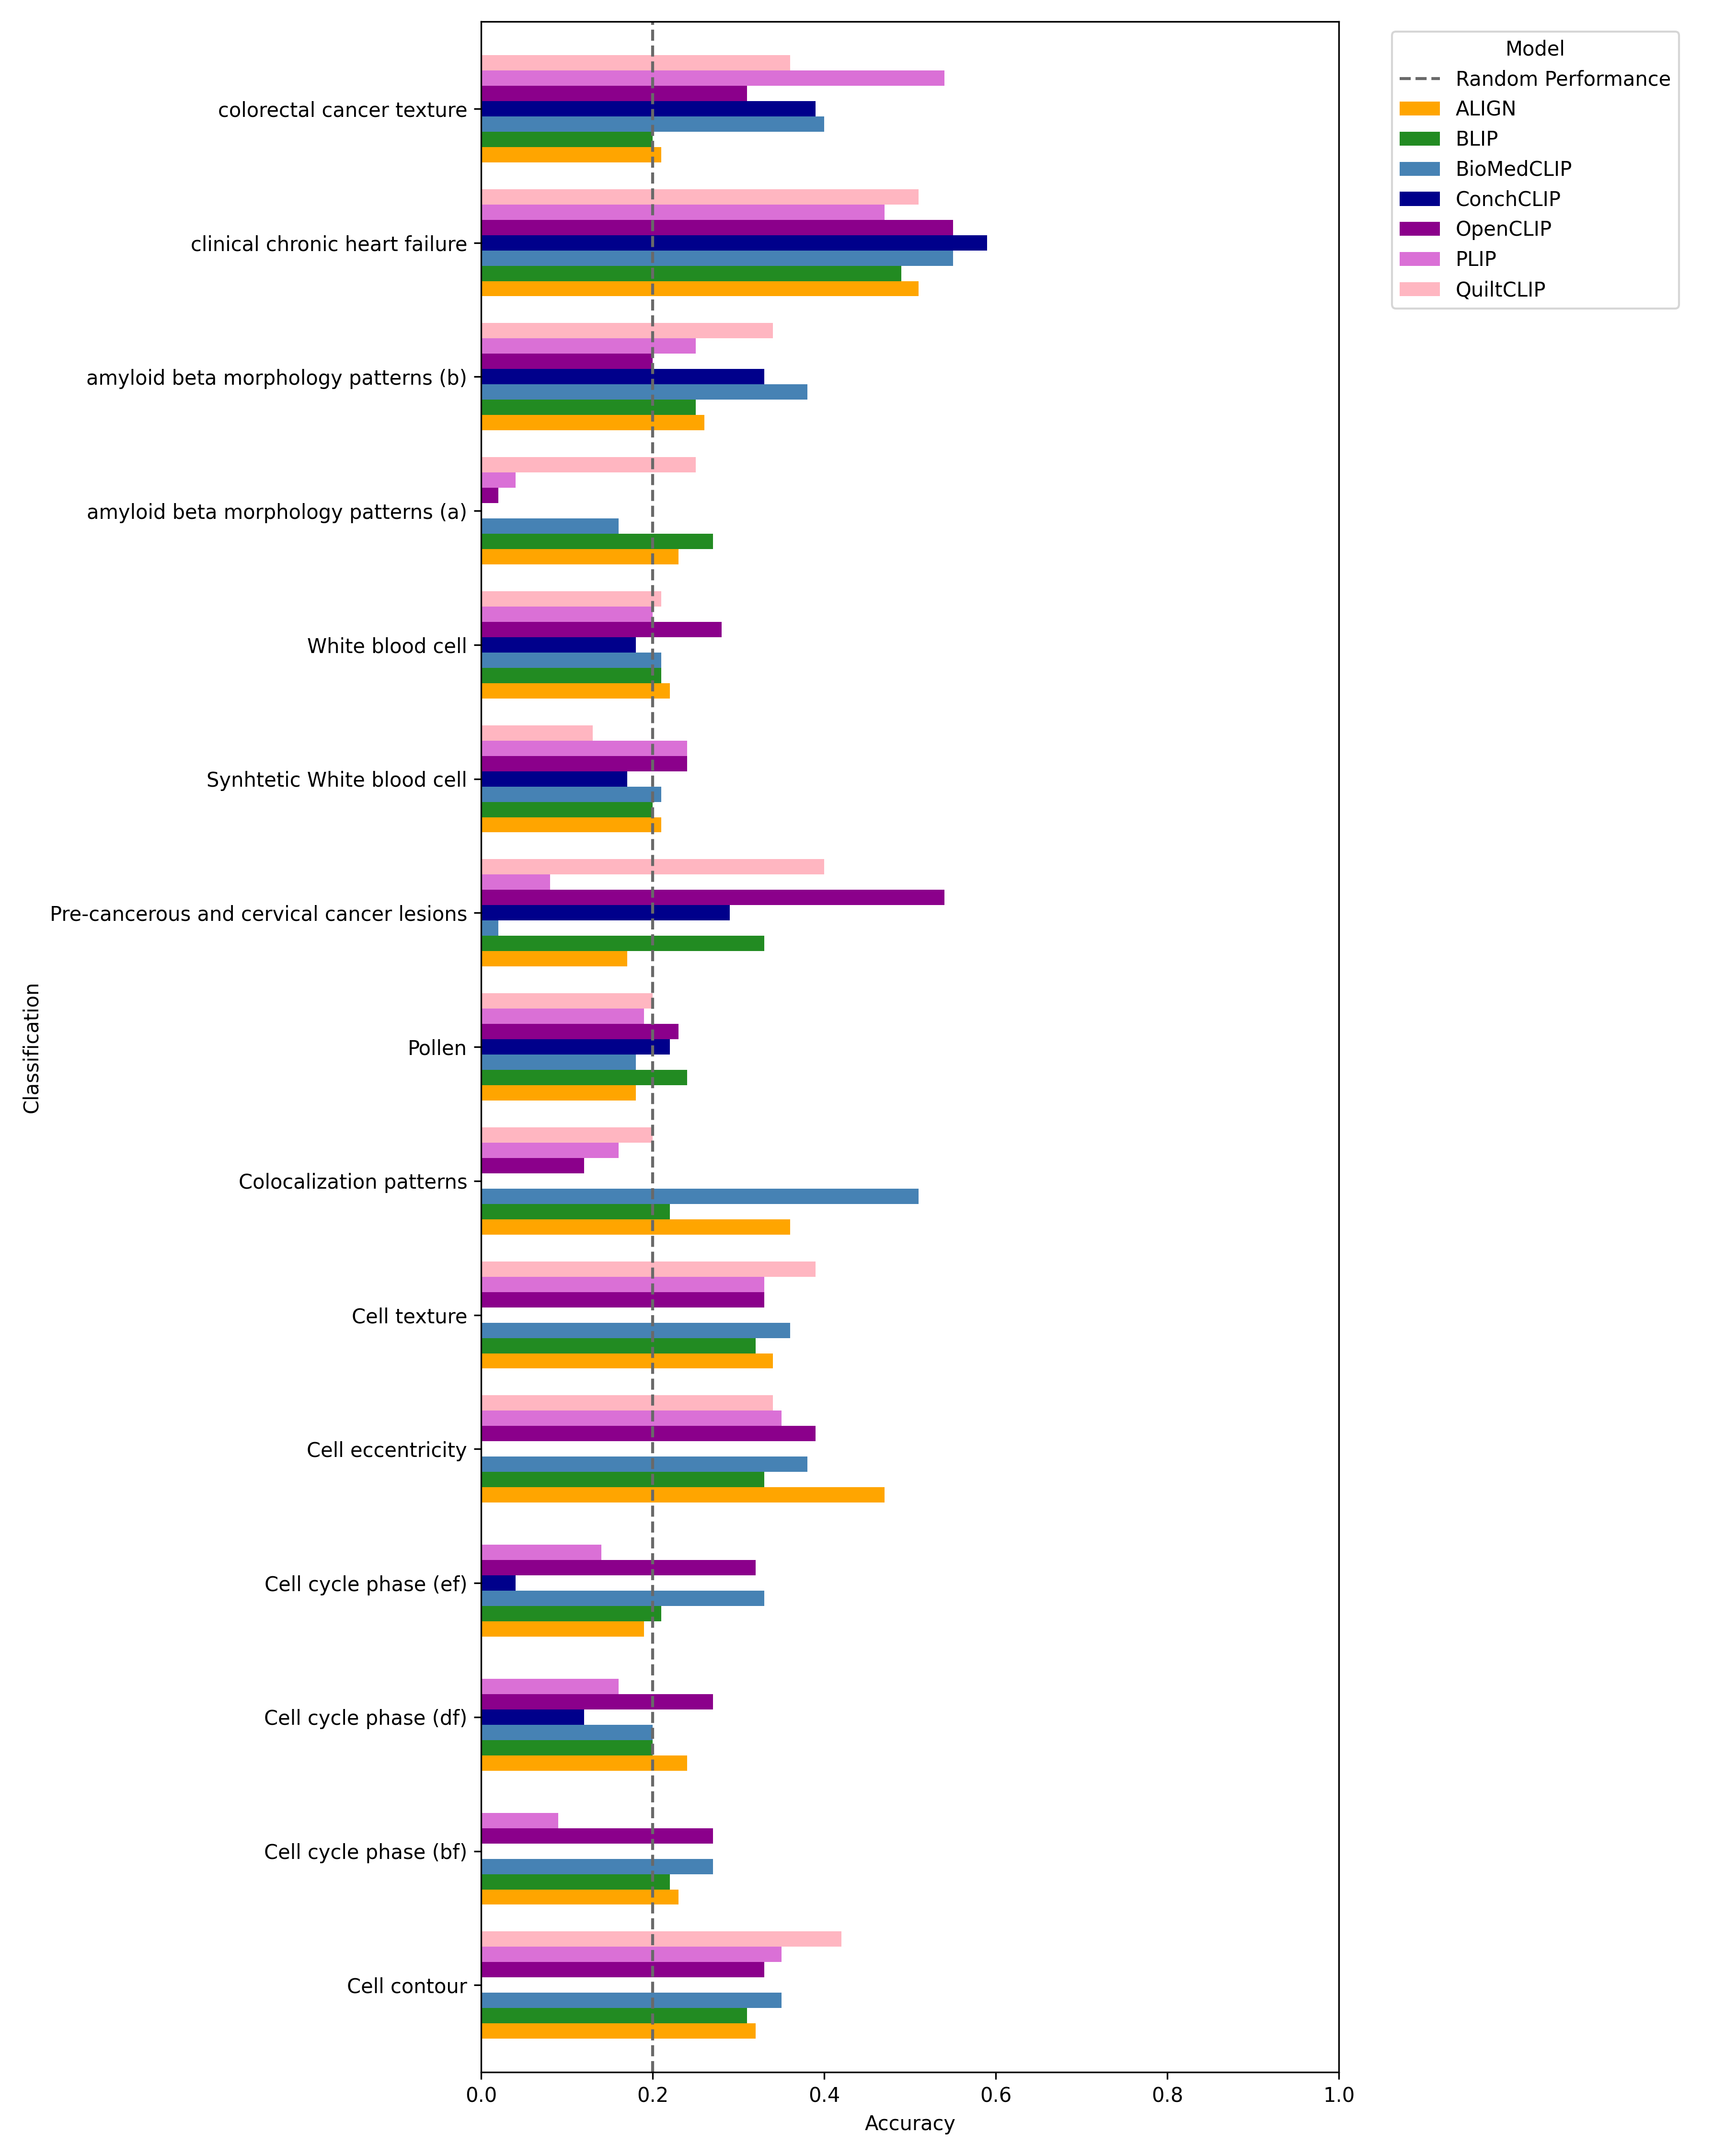 colorectal cancer texture
clinical chronic heart failure
amyloid beta morphology patterns (b)
amyloid beta morphology patterns (a)
White blood cell
Synhtetic White blood cell
Pre-cancerous and cervical cancer lesions
Pollen
Colocalization patterns
Cell texture
Cell eccentricity
Cell cycle phase (ef)
Cell cycle phase (df)
Cell cycle phase (bf)
Cell contour
Classification
0.0 0.2 0.4 0.6 0.8 1.0
Accuracy
Model
Random Performance
ALIGN
BLIP
BioMedCLIP
ConchCLIP
OpenCLIP
PLIP
QuiltCLIP